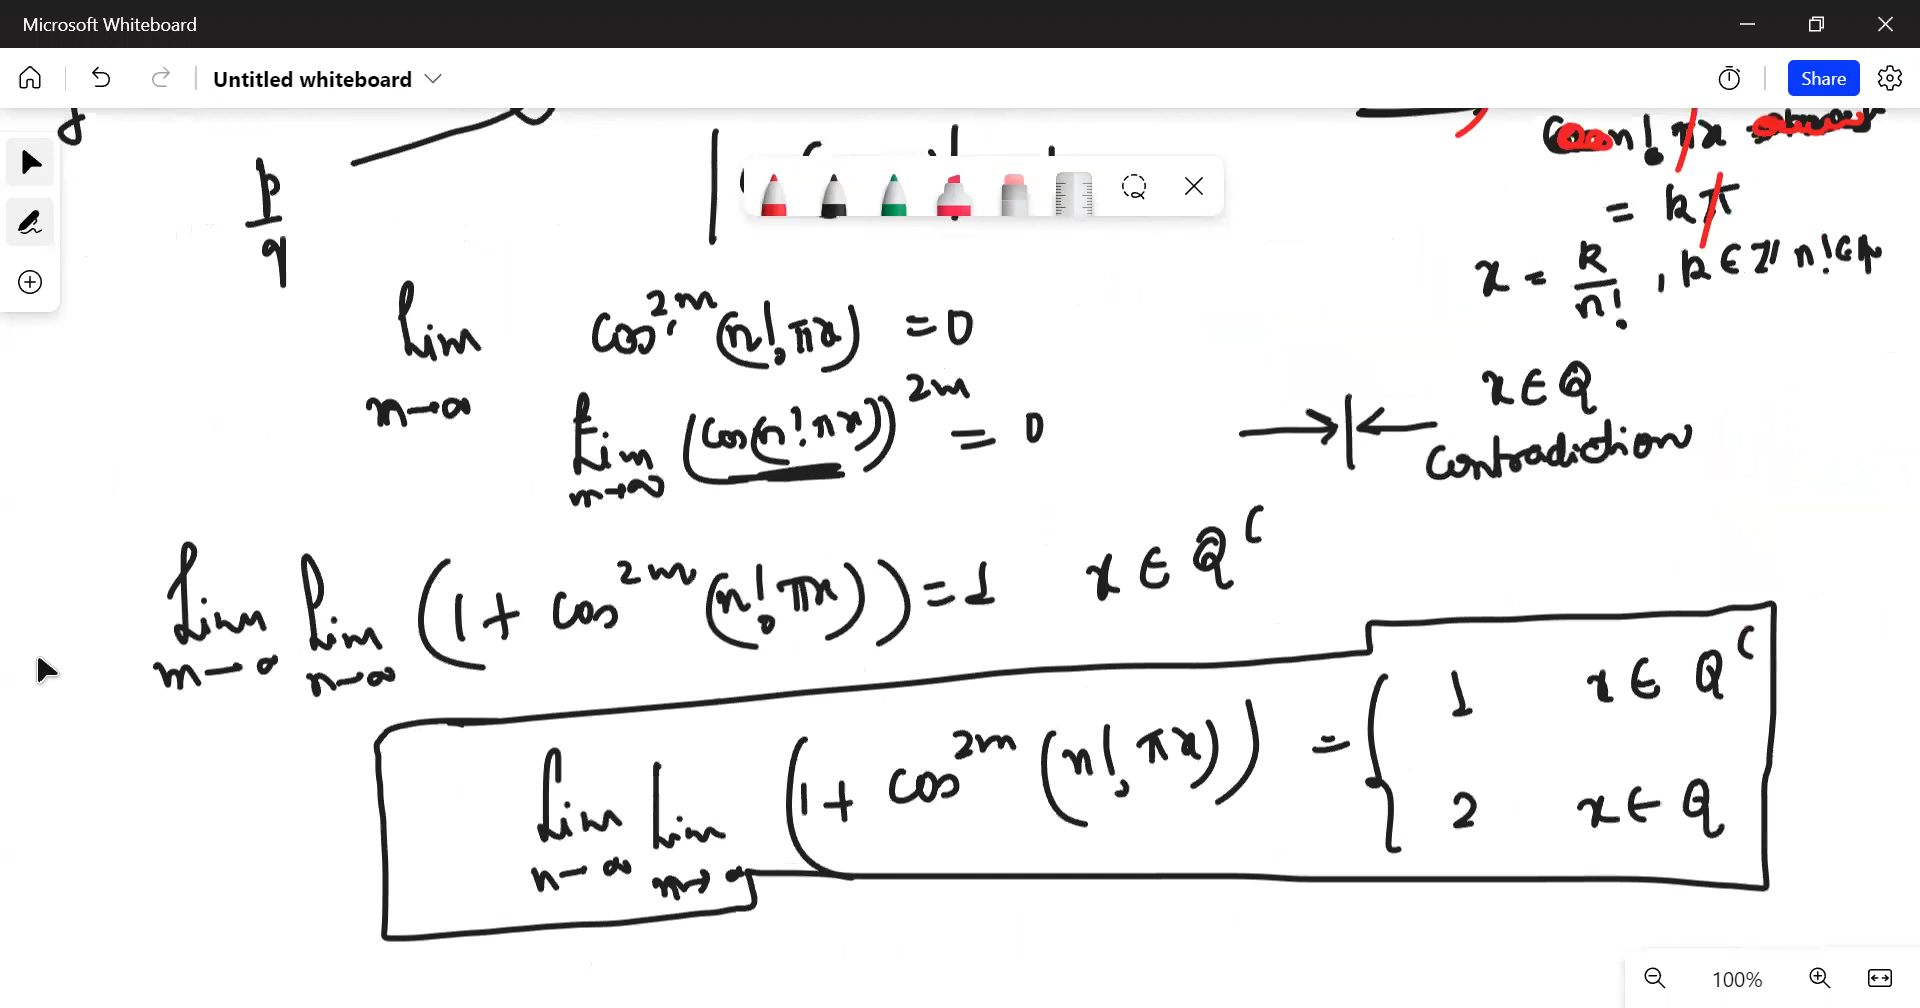 Microsoft Whiteboard
Untitled whiteboard
Share
n! πx
= kπ
p/q
x = k/n! , k ∈ Z n! ∈
lim m→∞ cos^2m (n! πx) = 0
x ∈ Q
lim m→∞ (cos(n! πx))^2m = 0
contradiction
lim m→∞ lim n→∞ (1 + cos^2m (n! πx)) = 1 x ∈ Q^c
lim n→∞ lim m→∞ (1 + cos^2m (n! πx)) = { 1 x ∈ Q^c
2 x ∈ Q
100%